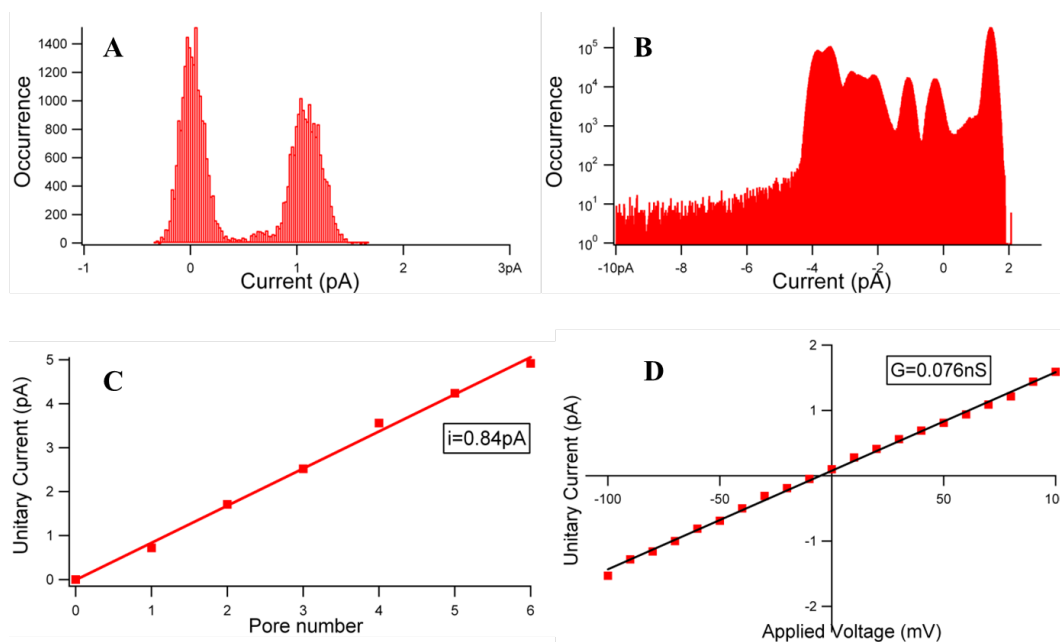 A
Occurrence
1400
1200
1000
800
600
400
200
0
-1 0 1 2 3pA
Current (pA)
B
Occurrence
10⁵
10⁴
10³
10²
10¹
10⁰
-10pA -8 -6 -4 -2 0 2
Current (pA)
C
Unitary Current (pA)
5
4
3
2
1
0
i=0.84pA
0 1 2 3 4 5 6
Pore number
D
Unitary Current (pA)
2
1
-1
-2
G=0.076nS
-100 -50 0 50 10
Applied Voltage (mV)